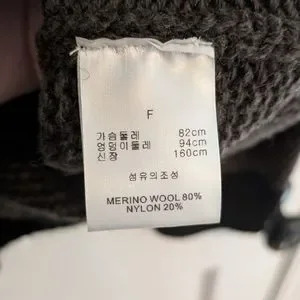 F
가슴둘레 82cm
엉덩이둘레 94cm
신장 160cm
섬유의조성
MERINO WOOL 80%
NYLON 20%